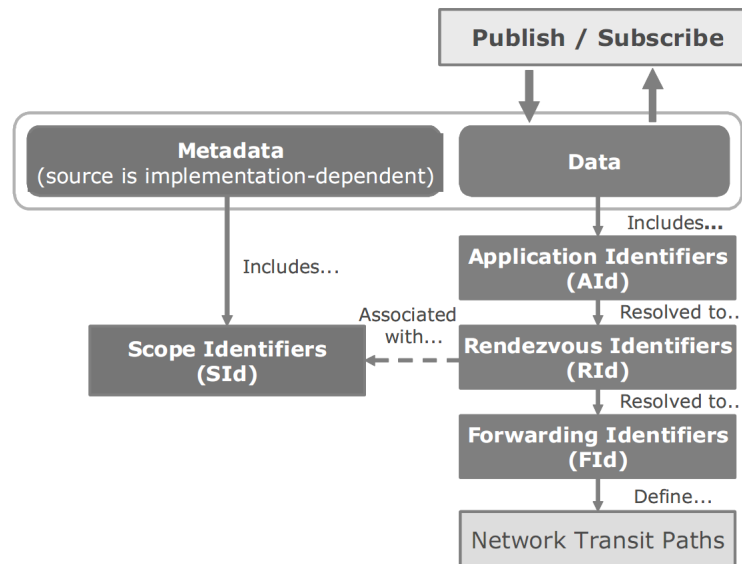 Publish / Subscribe
Metadata
(source is implementation-dependent)
Data
Includes...
Application Identifiers
(AId)
Includes...
Resolved to..
Associated
with...
Scope Identifiers
(SId)
Rendezvous Identifiers
(RId)
Resolved to..
Forwarding Identifiers
(FId)
Define...
Network Transit Paths